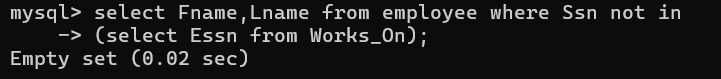 mysql> select Fname,Lname from employee where Ssn not in
    -> (select Essn from Works_On);
Empty set (0.02 sec)